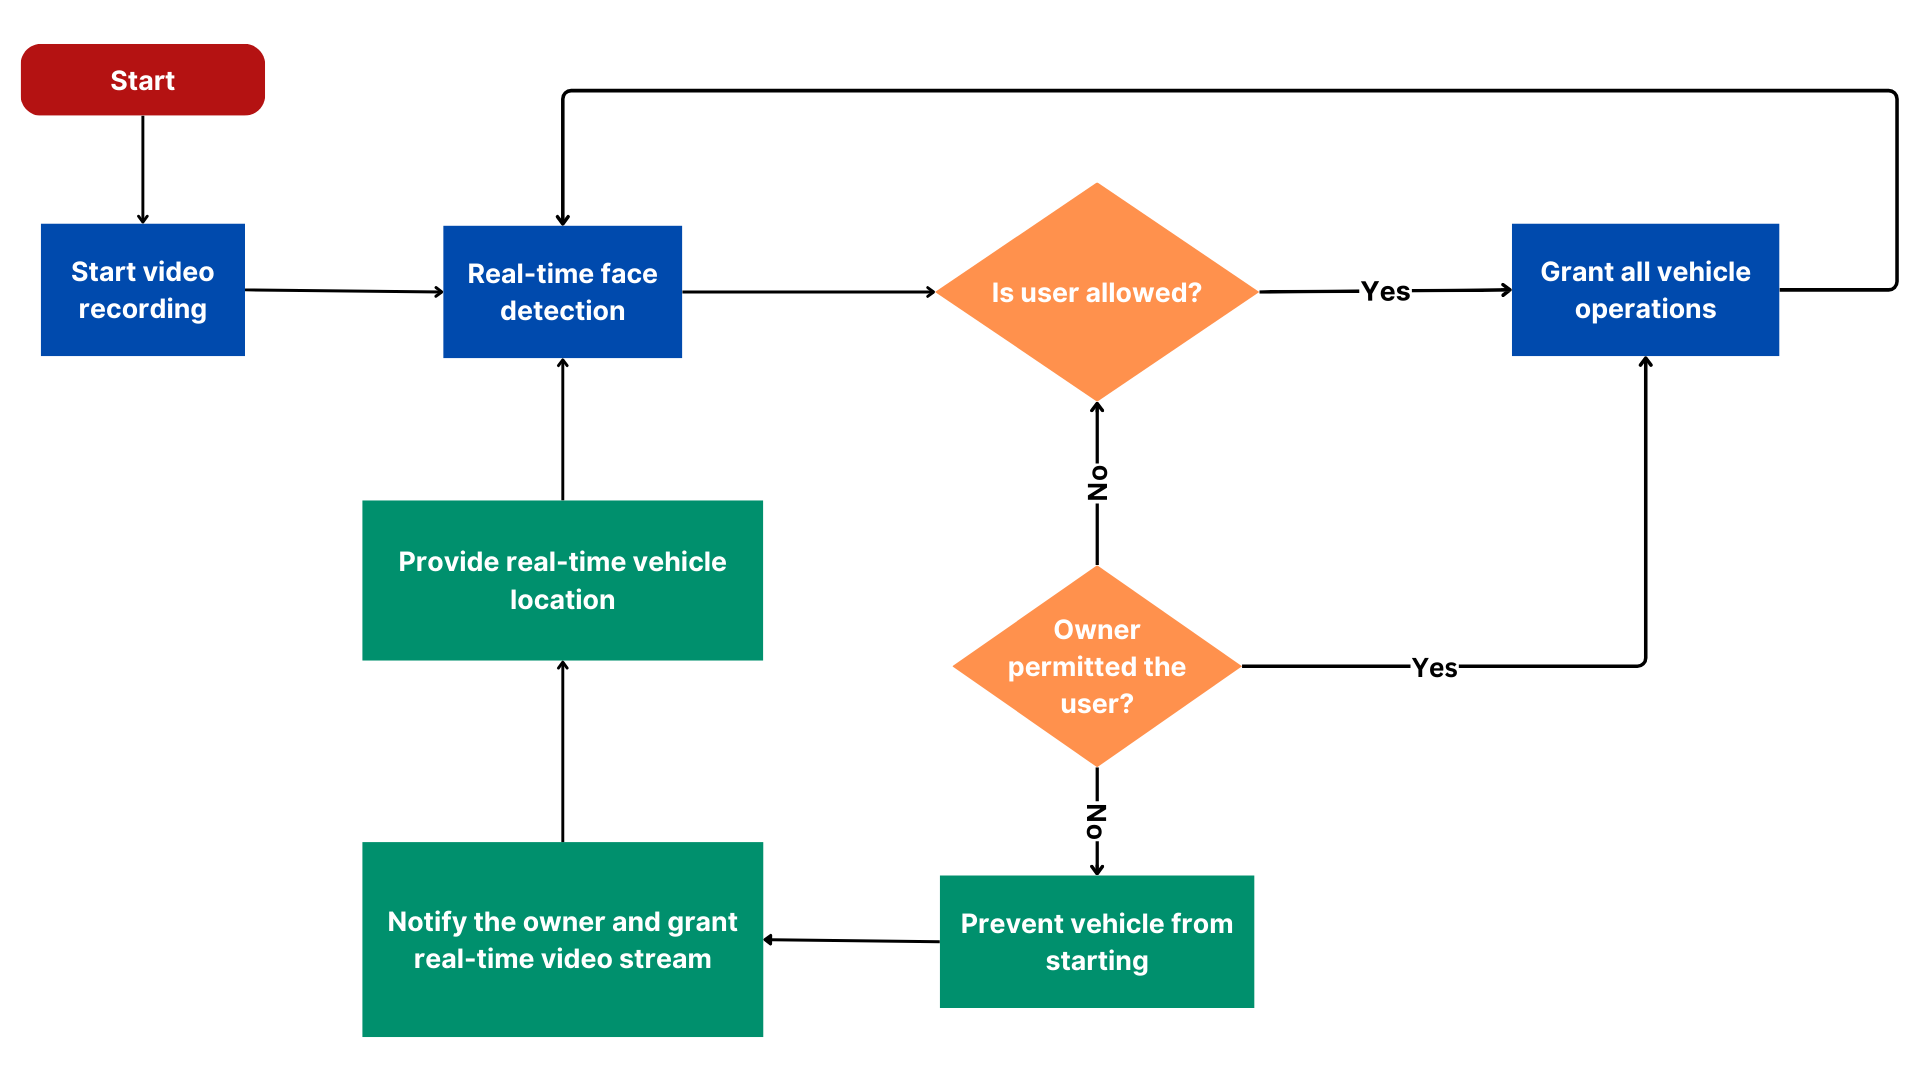 Start
Start video
recording
Real-time face
detection
Is user allowed?
Yes
Grant all vehicle
operations
No
Provide real-time vehicle
location
Owner
permitted the
user?
Yes
No
Notify the owner and grant
real-time video stream
Prevent vehicle from
starting